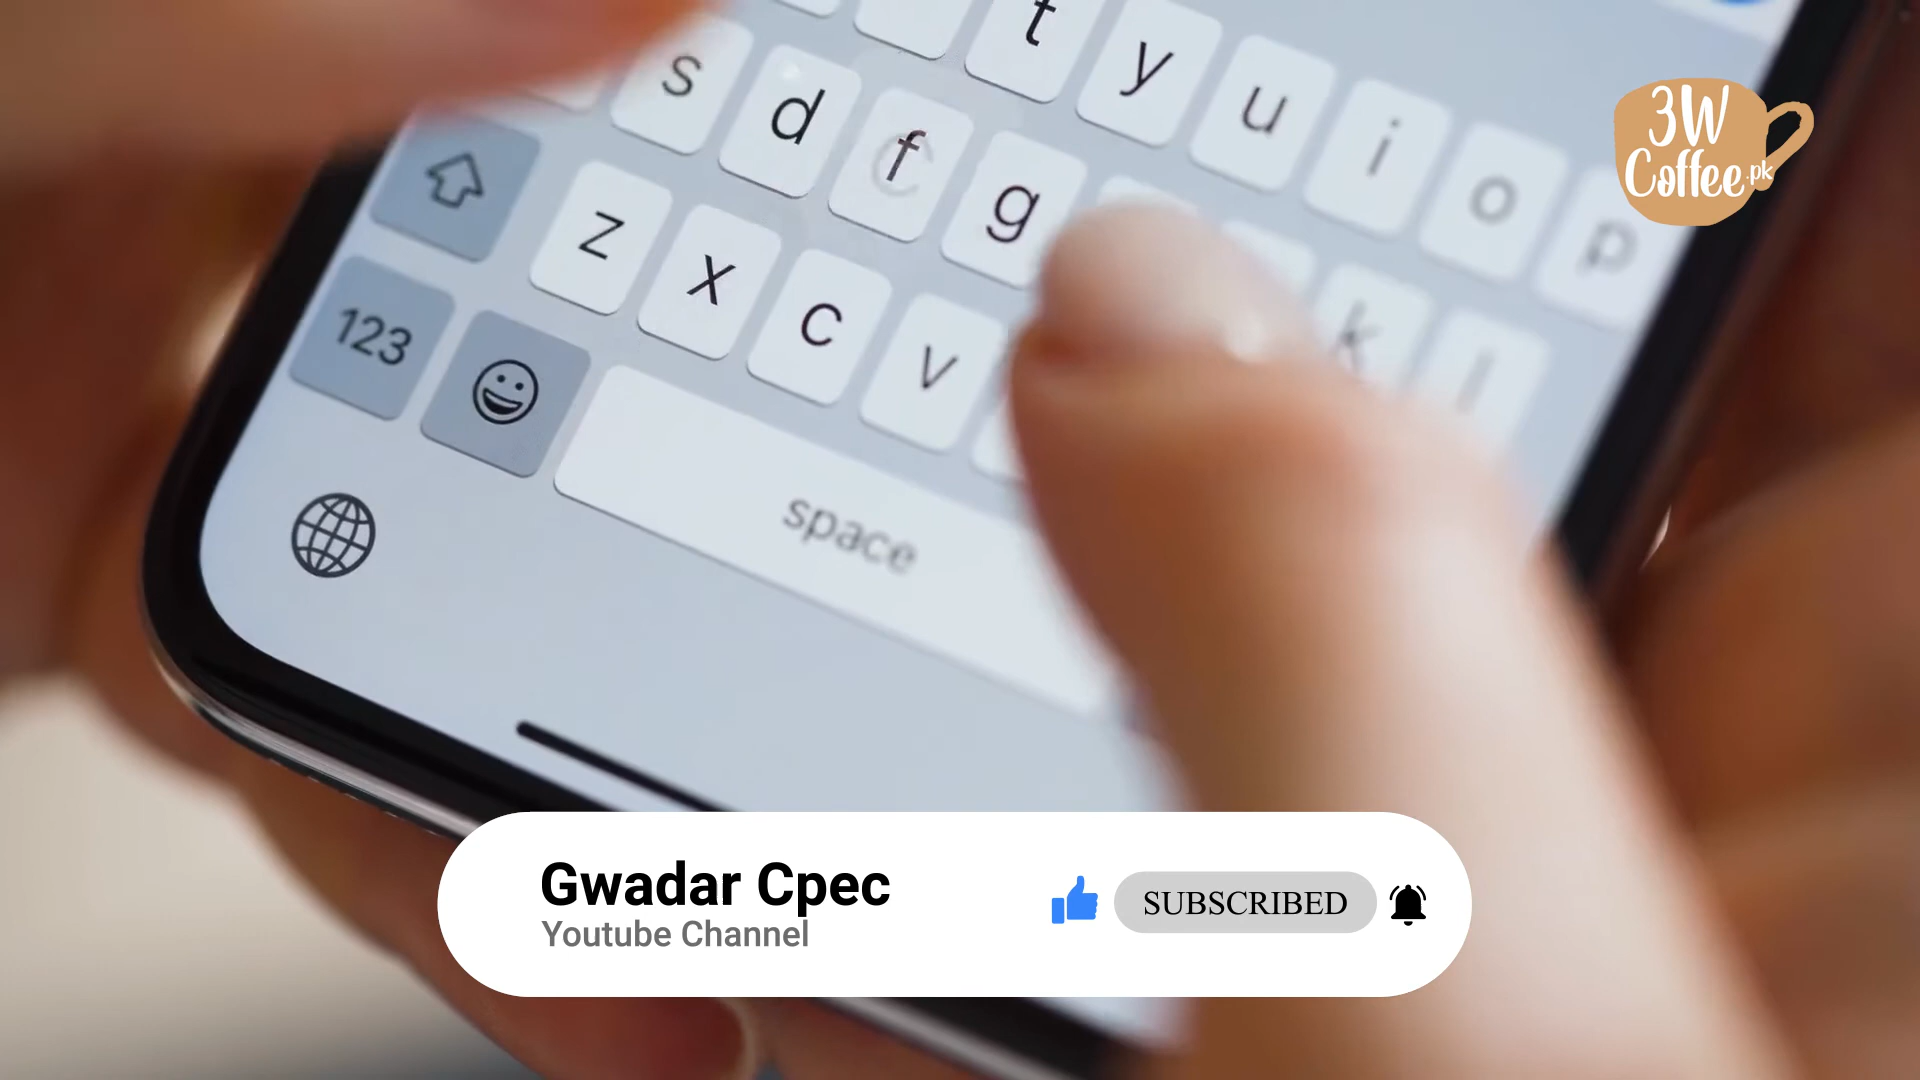 t y u i o p
s d f g k l
z x c v
123
space
3W
Coffee.pk
Gwadar Cpec
Youtube Channel
SUBSCRIBED